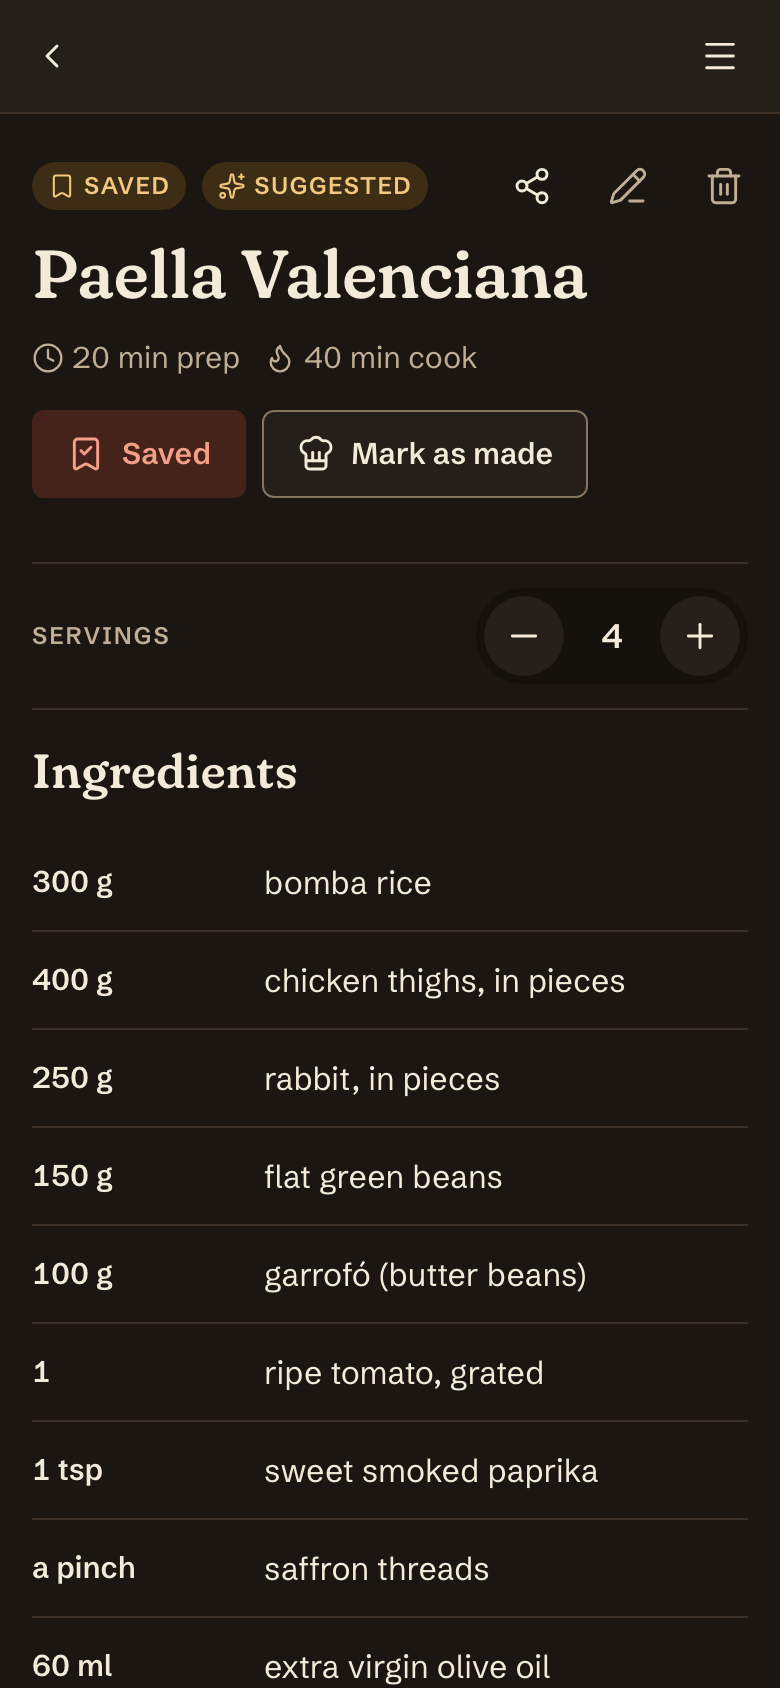 SAVED
SUGGESTED
Paella Valenciana
20 min prep
40 min cook
Saved
Mark as made
SERVINGS
4
Ingredients
300 g bomba rice
400 g chicken thighs, in pieces
250 g rabbit, in pieces
150 g flat green beans
100 g garrofó (butter beans)
1 ripe tomato, grated
1 tsp sweet smoked paprika
a pinch saffron threads
60 ml extra virgin olive oil